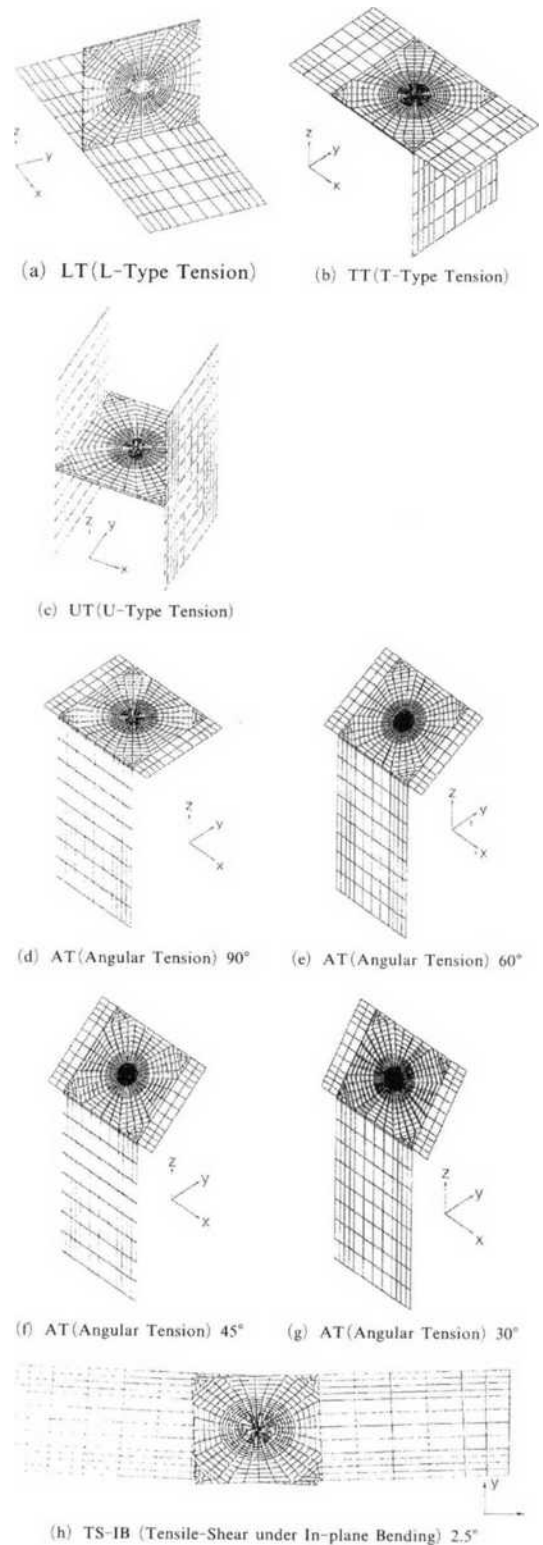 z
y
x
(a) LT(L-Type Tension)
z
y
x
(b) TT(T-Type Tension)
z
y
x
(c) UT(U-Type Tension)
z
y
x
(d) AT(Angular Tension) 90°
z
y
x
(e) AT(Angular Tension) 60°
z
y
x
(f) AT(Angular Tension) 45°
z
y
x
(g) AT(Angular Tension) 30°
y
(h) TS-IB (Tensile-Shear under In-plane Bending) 2.5°